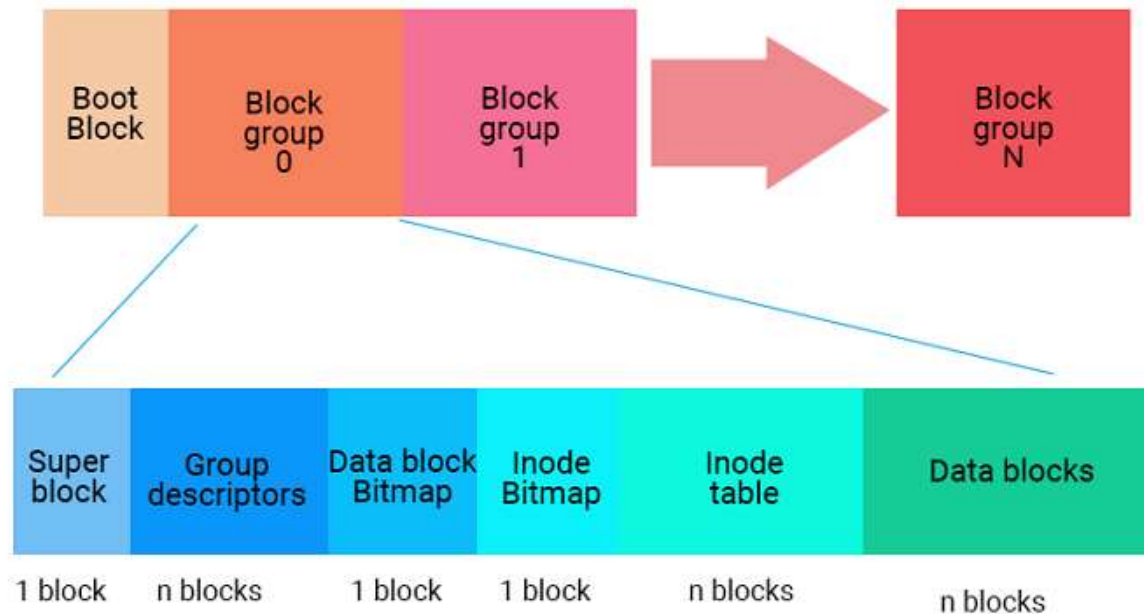 Boot
Block
Block
group
0
Block
group
1
Block
group
N
Super
block
Group
descriptors
Data block
Bitmap
Inode
Bitmap
Inode
table
Data blocks
1 block
n blocks
1 block
1 block
n blocks
n blocks